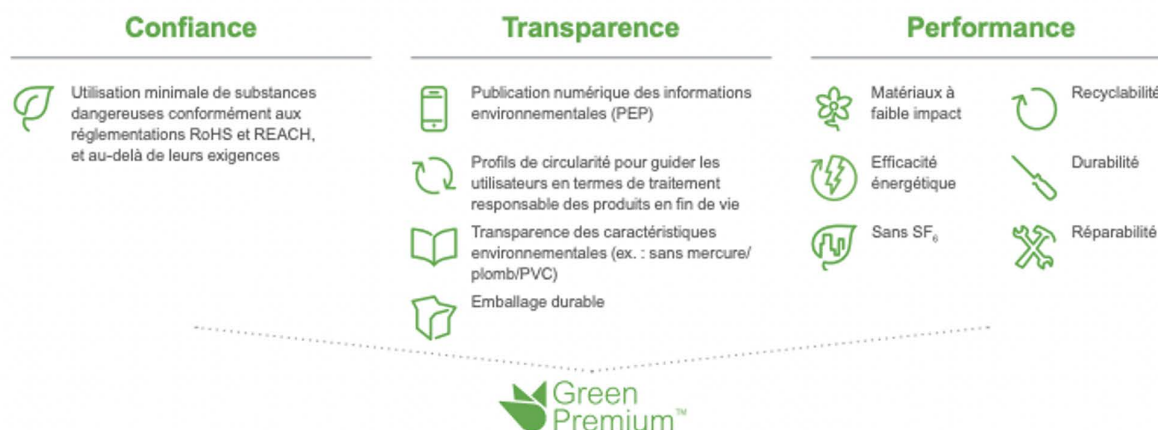 Confiance
Utilisation minimale de substances
dangereuses conformément aux
réglementations RoHS et REACH,
et au-delà de leurs exigences
Transparence
Publication numérique des informations
environnementales (PEP)
Profils de circularité pour guider les
utilisateurs en termes de traitement
responsable des produits en fin de vie
Transparence des caractéristiques
environnementales (ex. : sans mercure/
plomb/PVC)
Emballage durable
Performance
Matériaux à
faible impact
Recyclabilité
Efficacité
énergétique
Durabilité
Sans SF₆
Réparabilité
Green
Premium™